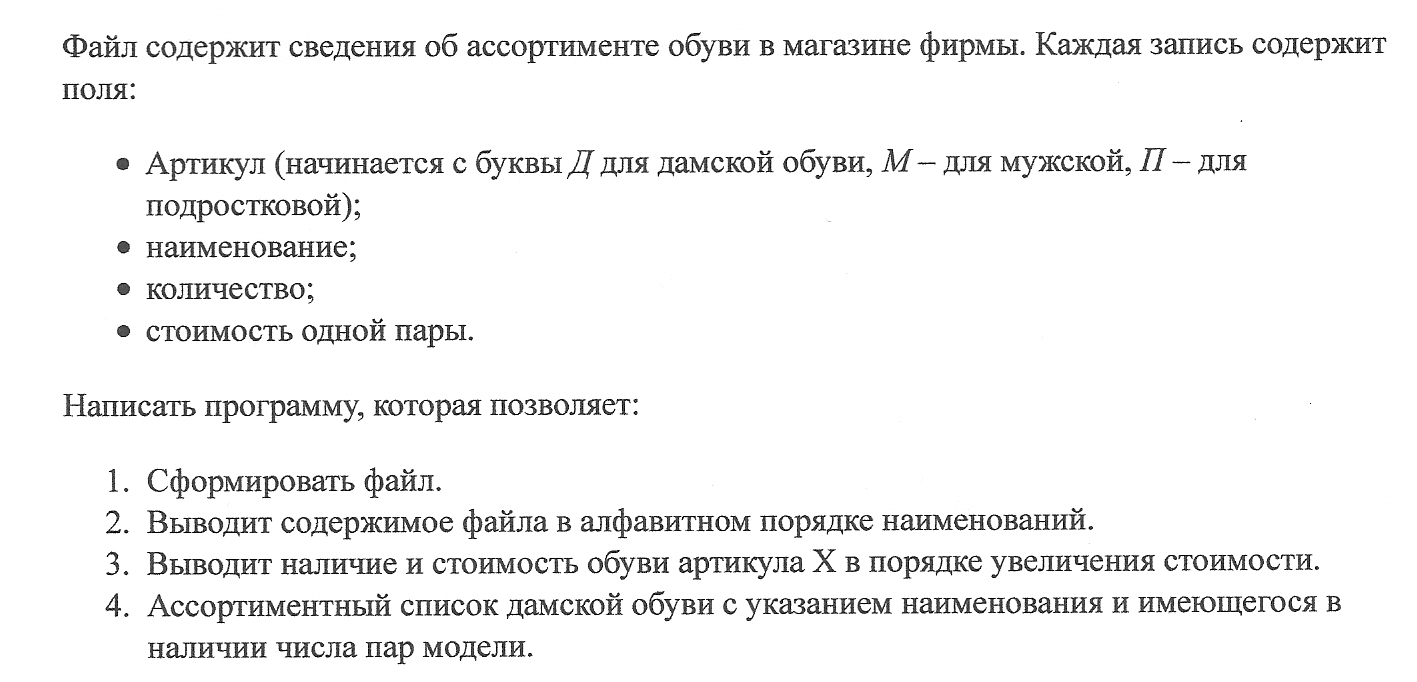 Файл содержит сведения об ассортименте обуви в магазине фирмы. Каждая запись содержит
поля:
• Артикул (начинается с буквы Д для дамской обуви, М – для мужской, П – для
подростковой);
• наименование;
• количество;
• стоимость одной пары.
Написать программу, которая позволяет:
1. Сформировать файл.
2. Выводит содержимое файла в алфавитном порядке наименований.
3. Выводит наличие и стоимость обуви артикула X в порядке увеличения стоимости.
4. Ассортиментный список дамской обуви с указанием наименования и имеющегося в
наличии числа пар модели.